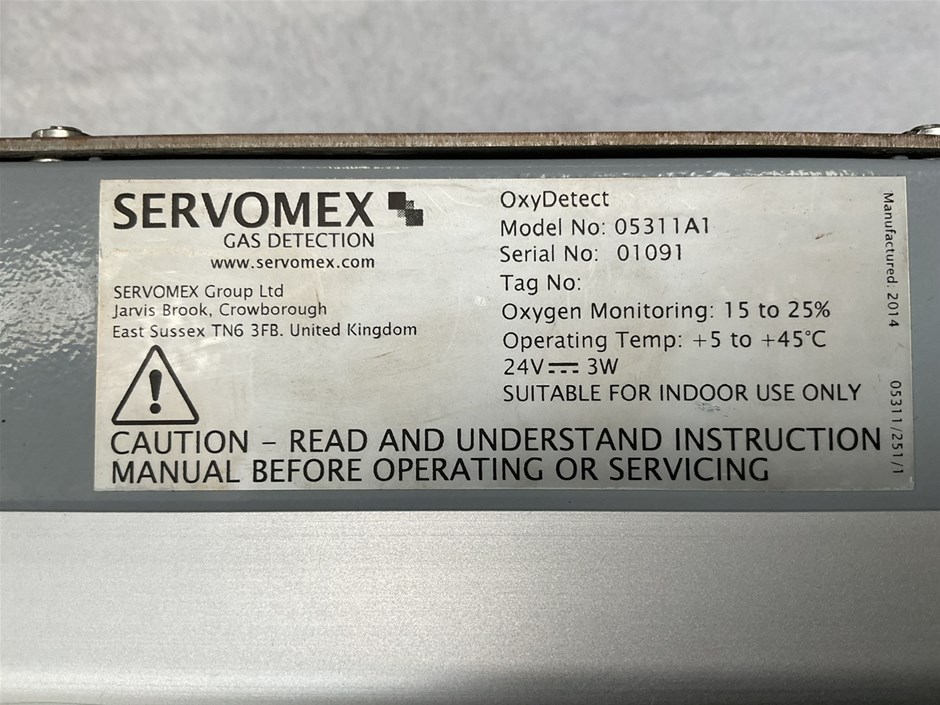 SERVOMEX
GAS DETECTION
www.servomex.com
SERVOMEX Group Ltd
Jarvis Brook, Crowborough
East Sussex TN6 3FB. United Kingdom
OxyDetect
Model No: 05311A1
Serial No: 01091
Tag No:
Oxygen Monitoring: 15 to 25%
Operating Temp: +5 to +45°C
24V⎓ 3W
SUITABLE FOR INDOOR USE ONLY
CAUTION – READ AND UNDERSTAND INSTRUCTION
MANUAL BEFORE OPERATING OR SERVICING
Manufactured. 2014
05311/251/1